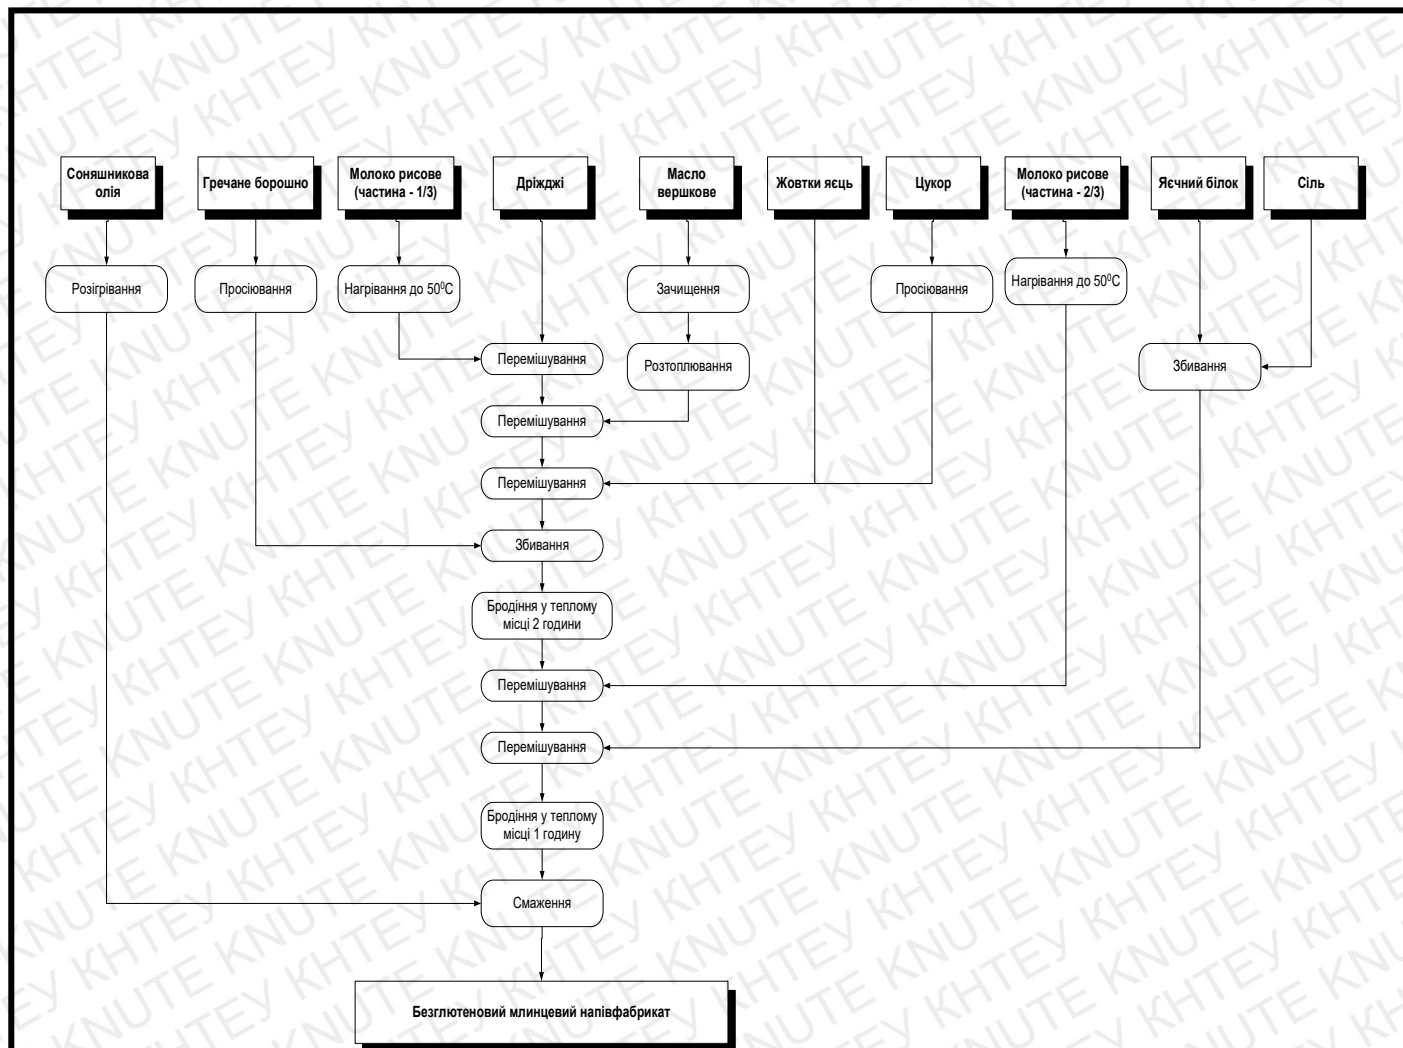 Соняшникова
олія
Гречане борошно
Молоко рисове
(частина - 1/3)
Дріжджі
Масло
вершкове
Жовтки яєць
Цукор
Молоко рисове
(частина - 2/3)
Яєчний білок
Сіль
Розігрівання
Просіювання
Нагрівання до 50⁰С
Зачищення
Просіювання
Нагрівання до 50⁰С
Перемішування
Розтоплювання
Збивання
Перемішування
Перемішування
Збивання
Бродіння у теплому
місці 2 години
Перемішування
Перемішування
Бродіння у теплому
місці 1 годину
Смаження
Безглютеновий млинцевий напівфабрикат
КНТЕУ KNUTE